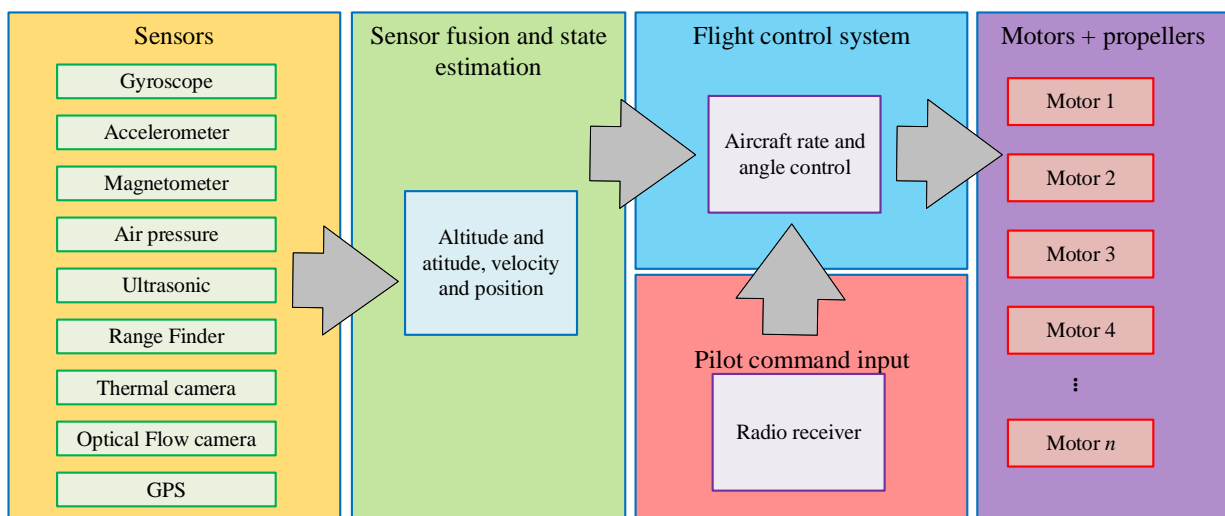 Sensors
Gyroscope
Accelerometer
Magnetometer
Air pressure
Ultrasonic
Range Finder
Thermal camera
Optical Flow camera
GPS
Sensor fusion and state
estimation
Altitude and
atitude, velocity
and position
Flight control system
Aircraft rate and
angle control
Pilot command input
Radio receiver
Motors + propellers
Motor 1
Motor 2
Motor 3
Motor 4
...
Motor n